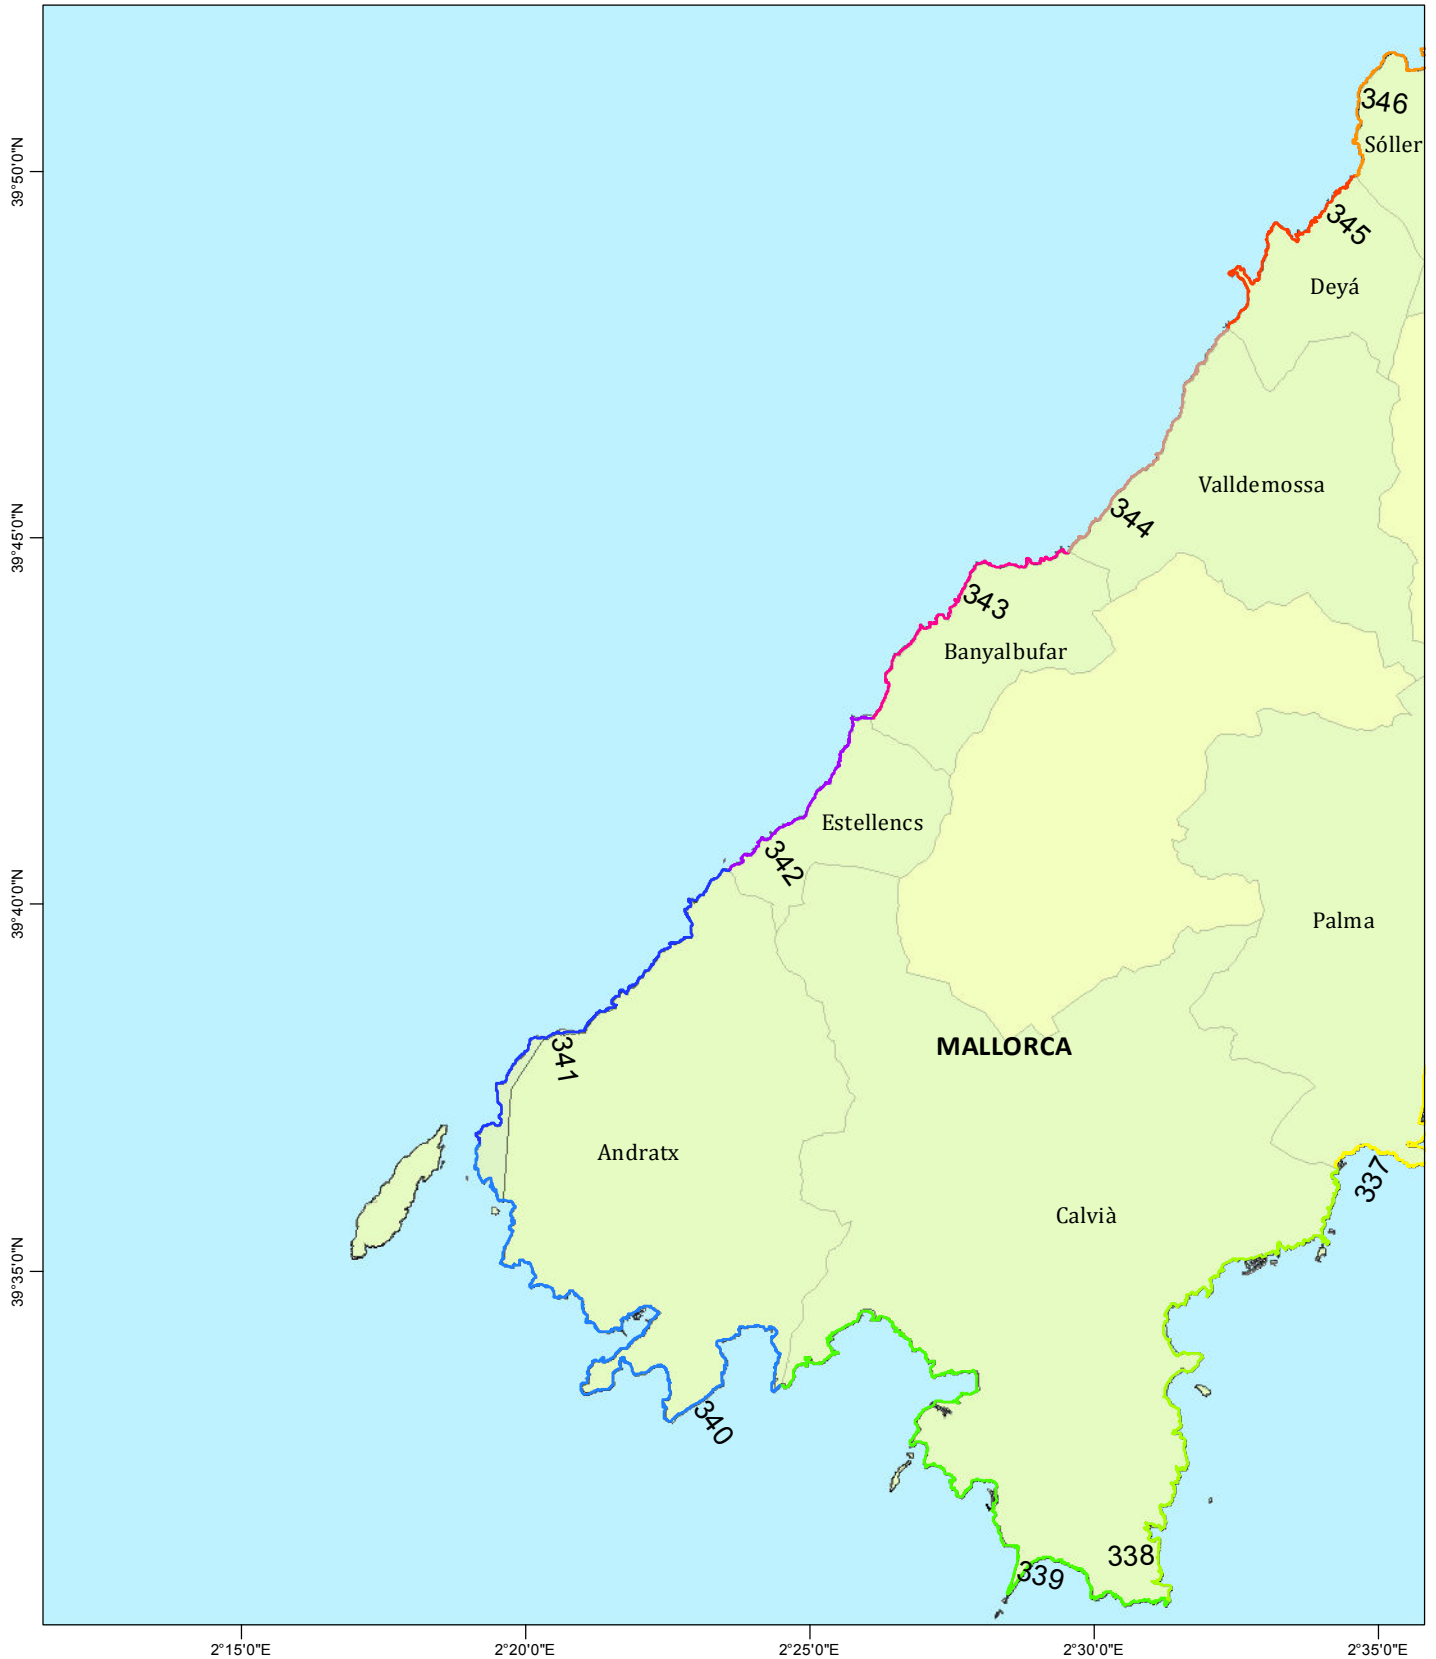 346
Sóller
39°50'0"N
345
Deyá
Valldemossa
344
39°45'0"N
343
Banyalbufar
Estellencs
342
39°40'0"N
Palma
MALLORCA
341
Andratx
337
Calvià
39°35'0"N
340
338
339
2°15'0"E
2°20'0"E
2°25'0"E
2°30'0"E
2°35'0"E